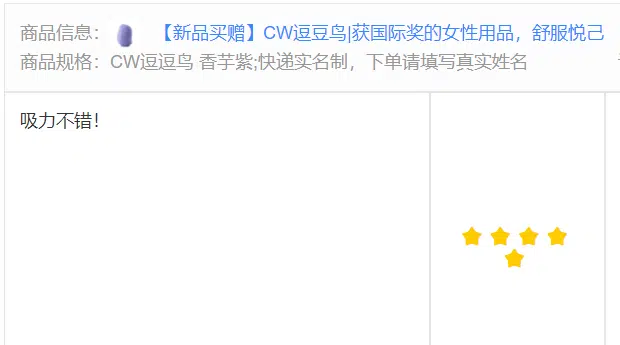 商品信息: 【新品买赠】CW逗豆鸟|获国际奖的女性用品，舒服悦己
商品规格: CW逗逗鸟 香芋紫;快递实名制，下单请填写真实姓名
吸力不错！